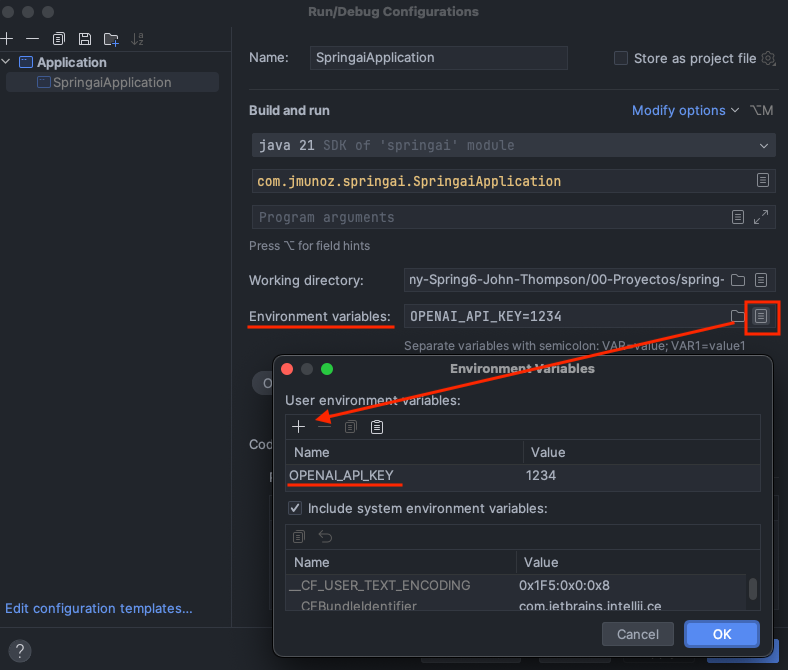 Run/Debug Configurations
Application
SpringaiApplication
Name: SpringaiApplication Store as project file
Build and run Modify options ⌥M
java 21 SDK of 'springai' module
com.jmunoz.springai.SpringaiApplication
Program arguments
Press ⌥ for field hints
Working directory: ny-Spring6-John-Thompson/00-Proyectos/spring-
Environment variables: OPENAI_API_KEY=1234
Separate variables with semicolon: VAR=value; VAR1=value1
Environment Variables
User environment variables:
Name Value
OPENAI_API_KEY 1234
Include system environment variables:
Name Value
__CF_USER_TEXT_ENCODING 0x1F5:0x0:0x8
__CFBundleIdentifier com.jetbrains.intellij.ce
Cancel OK
Edit configuration templates...
?